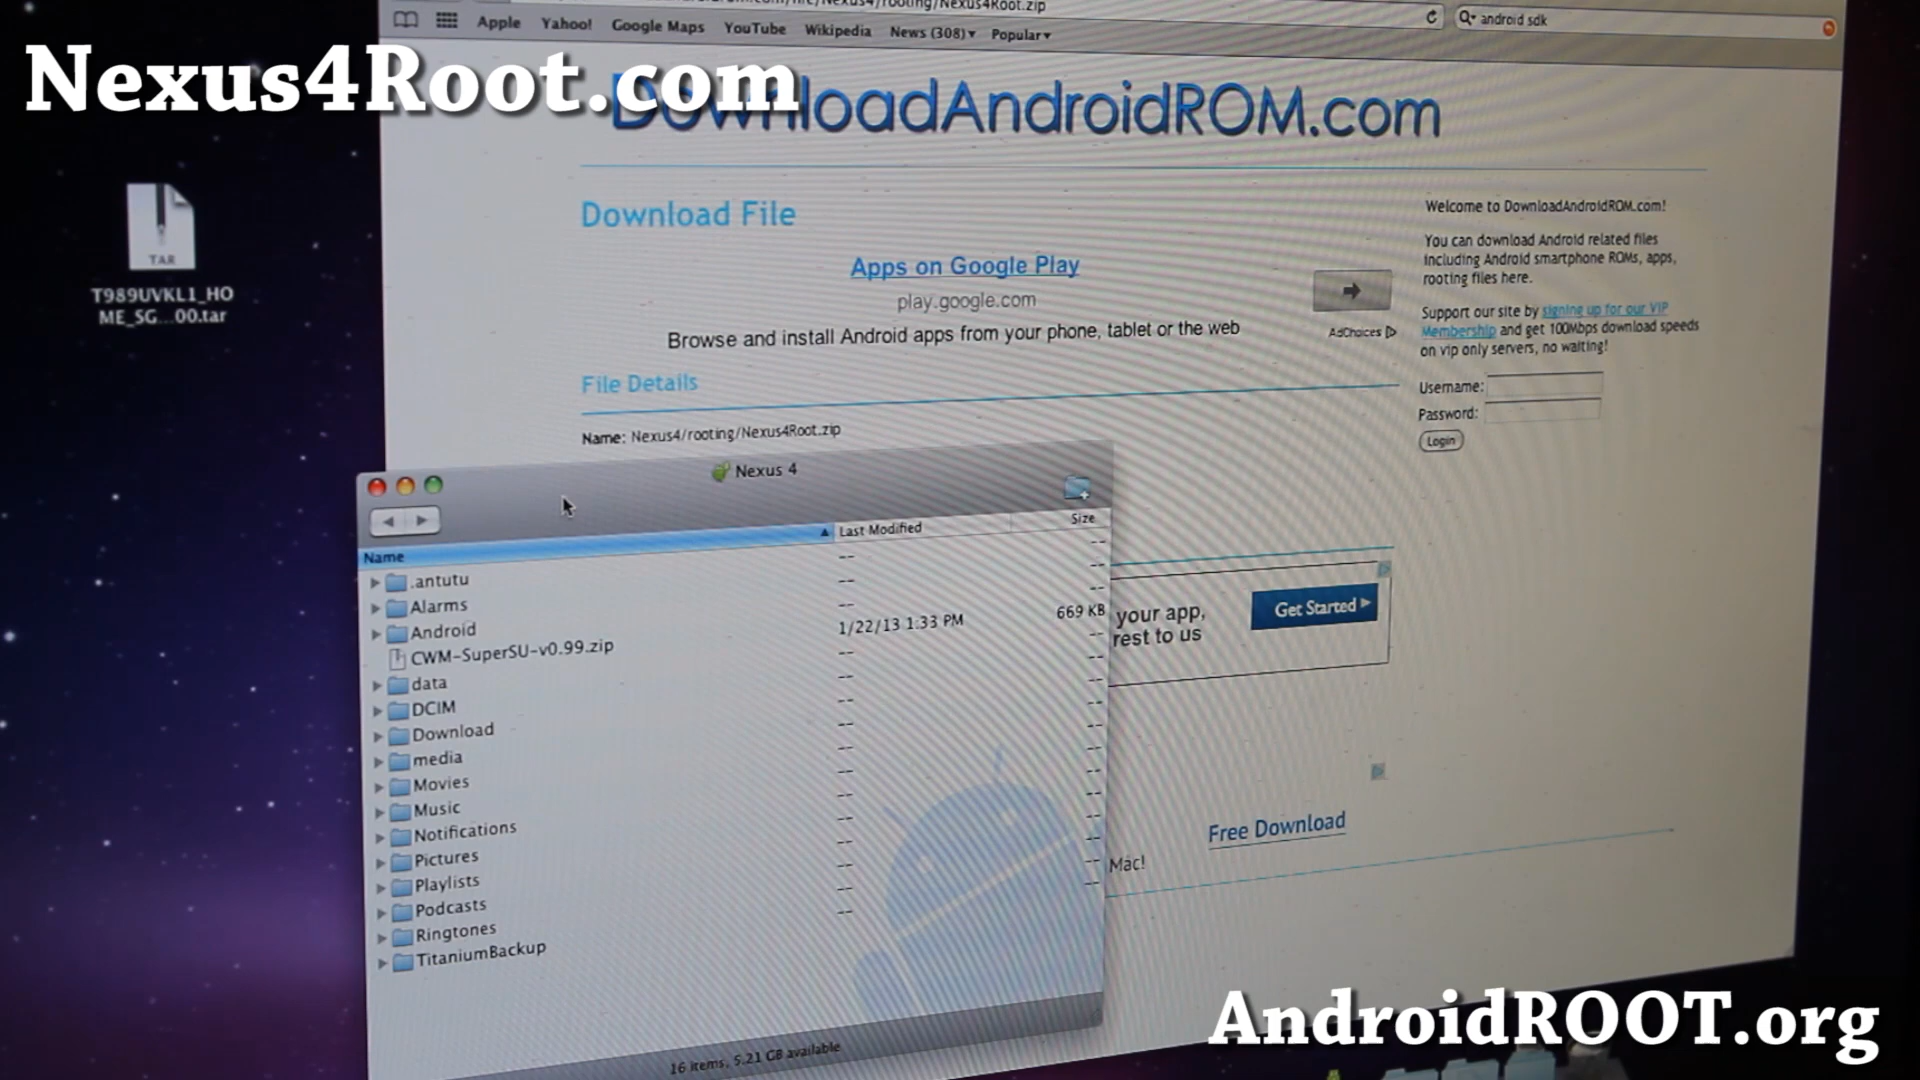 /rooting/Nexus4Root.zip
android sdk
Apple Yahoo! Google Maps YouTube Wikipedia News (308) Popular
Nexus4Root.com
DownloadAndroidROM.com
TAR
T989UVKL1_HO
ME_SG...00.tar
Download File
Apps on Google Play
play.google.com
Browse and install Android apps from your phone, tablet or the web
AdChoices
Welcome to DownloadAndroidROM.com!
You can download Android related files
including Android smartphone ROMs, apps,
rooting files here.
Support our site by signing up for our VIP
Membership and get 100Mbps download speeds
on vip only servers, no waiting!
Username:
Password:
Login
File Details
Name: Nexus4/rooting/Nexus4Root.zip
Nexus 4
Name Last Modified Size
.antutu --
Alarms -- --
Android -- --
CWM-SuperSU-v0.99.zip 1/22/13 1:33 PM 669 KB
data -- --
DCIM -- --
Download -- --
media -- --
Movies -- --
Music -- --
Notifications -- --
Pictures -- --
Playlists -- --
Podcasts -- --
Ringtones -- --
TitaniumBackup -- --
16 items, 5.21 GB available
your app,
rest to us
Get Started
Free Download
Mac!
AndroidROOT.org